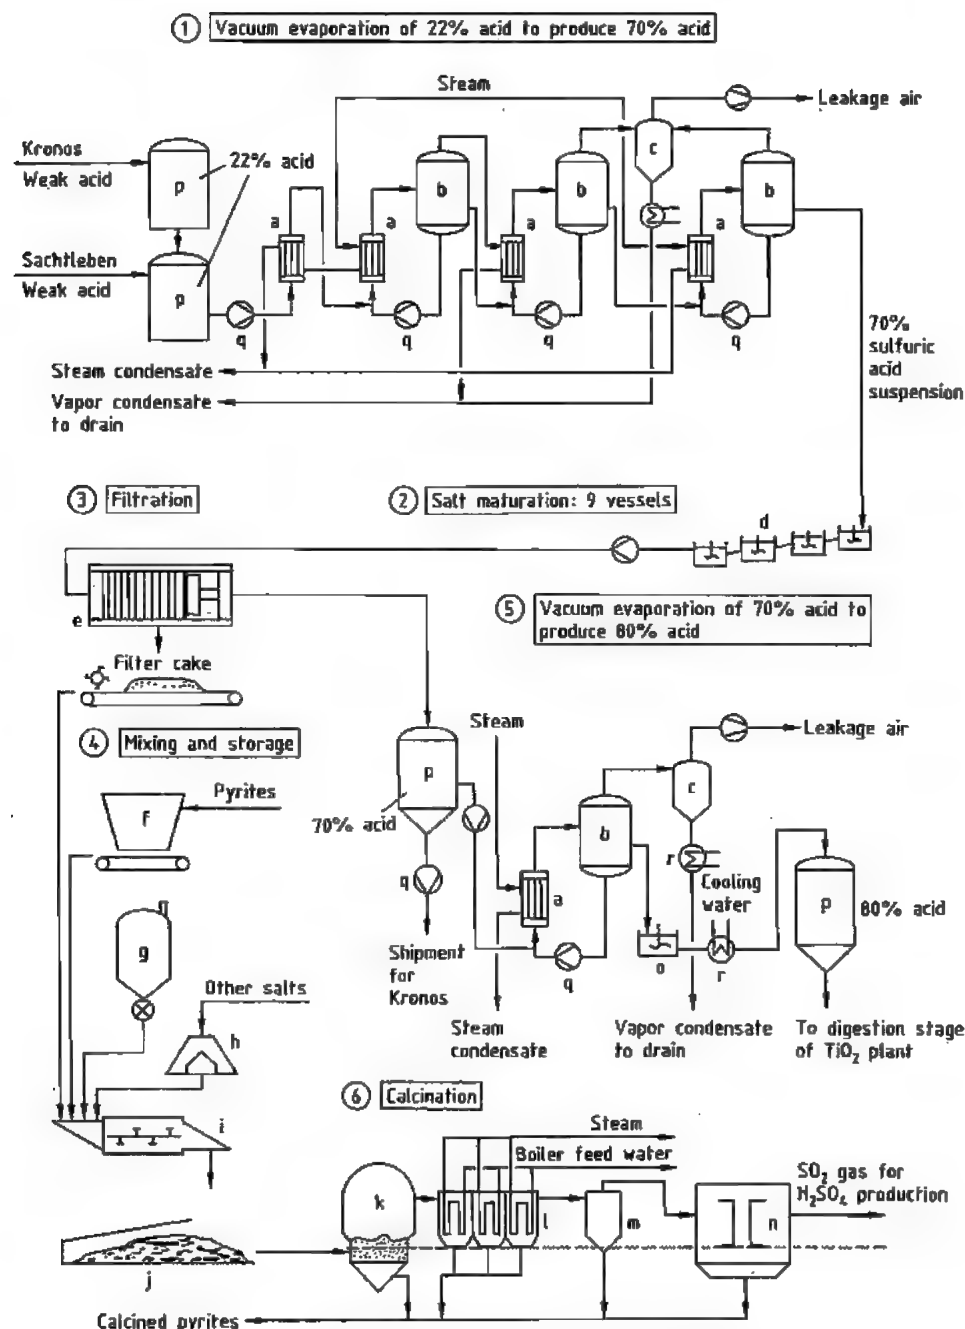 1 Vacuum evaporation of 22% acid to produce 70% acid
Steam
Leakage air
Kronos
Weak acid
22% acid
p
c
b
b
b
a
a
a
a
Sachtleben
Weak acid
p
q
q
q
q
70%
sulfuric
acid
suspension
Steam condensate
Vapor condensate
to drain
3 Filtration
2 Salt maturation: 9 vessels
d
e
5 Vacuum evaporation of 70% acid to
produce 80% acid
Filter cake
4 Mixing and storage
Steam
Leakage air
Pyrites
f
p
70% acid
c
b
r
q
a
Cooling
water
p
80% acid
g
Shipment
for
Kronos
q
o
r
Other salts
h
Steam
condensate
Vapor condensate
to drain
To digestion stage
of TiO₂ plant
i
6 Calcination
Steam
Boiler feed water
SO₂ gas for
H₂SO₄ production
k
l
m
n
j
Calcined pyrites